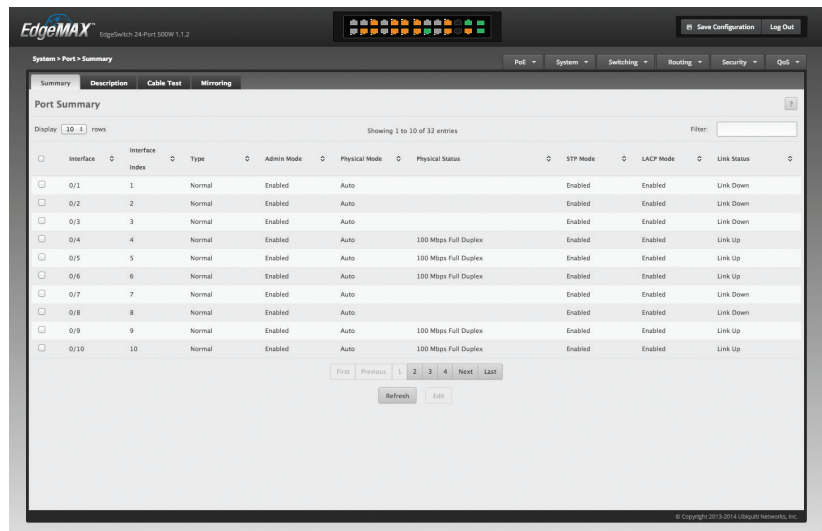 EdgeMAX™ EdgeSwitch 24-Port 500W 1.1.2
Save Configuration Log Out
System > Port > Summary
PoE System Switching Routing Security QoS
Summary Description Cable Test Mirroring
Port Summary ?
Display 10 rows Showing 1 to 10 of 32 entries Filter:
Interface Interface Index Type Admin Mode Physical Mode Physical Status STP Mode LACP Mode Link Status
0/1 1 Normal Enabled Auto Enabled Enabled Link Down
0/2 2 Normal Enabled Auto Enabled Enabled Link Down
0/3 3 Normal Enabled Auto Enabled Enabled Link Down
0/4 4 Normal Enabled Auto 100 Mbps Full Duplex Enabled Enabled Link Up
0/5 5 Normal Enabled Auto 100 Mbps Full Duplex Enabled Enabled Link Up
0/6 6 Normal Enabled Auto 100 Mbps Full Duplex Enabled Enabled Link Up
0/7 7 Normal Enabled Auto Enabled Enabled Link Down
0/8 8 Normal Enabled Auto Enabled Enabled Link Down
0/9 9 Normal Enabled Auto 100 Mbps Full Duplex Enabled Enabled Link Up
0/10 10 Normal Enabled Auto 100 Mbps Full Duplex Enabled Enabled Link Up
First Previous 1 2 3 4 Next Last
Refresh Edit
© Copyright 2013-2014 Ubiquiti Networks, Inc.